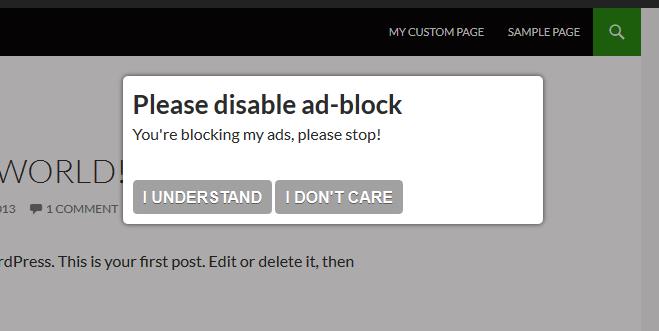 MY CUSTOM PAGE SAMPLE PAGE
Please disable ad-block
You're blocking my ads, please stop!
WORLD!
I UNDERSTAND I DON'T CARE
013 1 COMMENT
rdPress. This is your first post. Edit or delete it, then